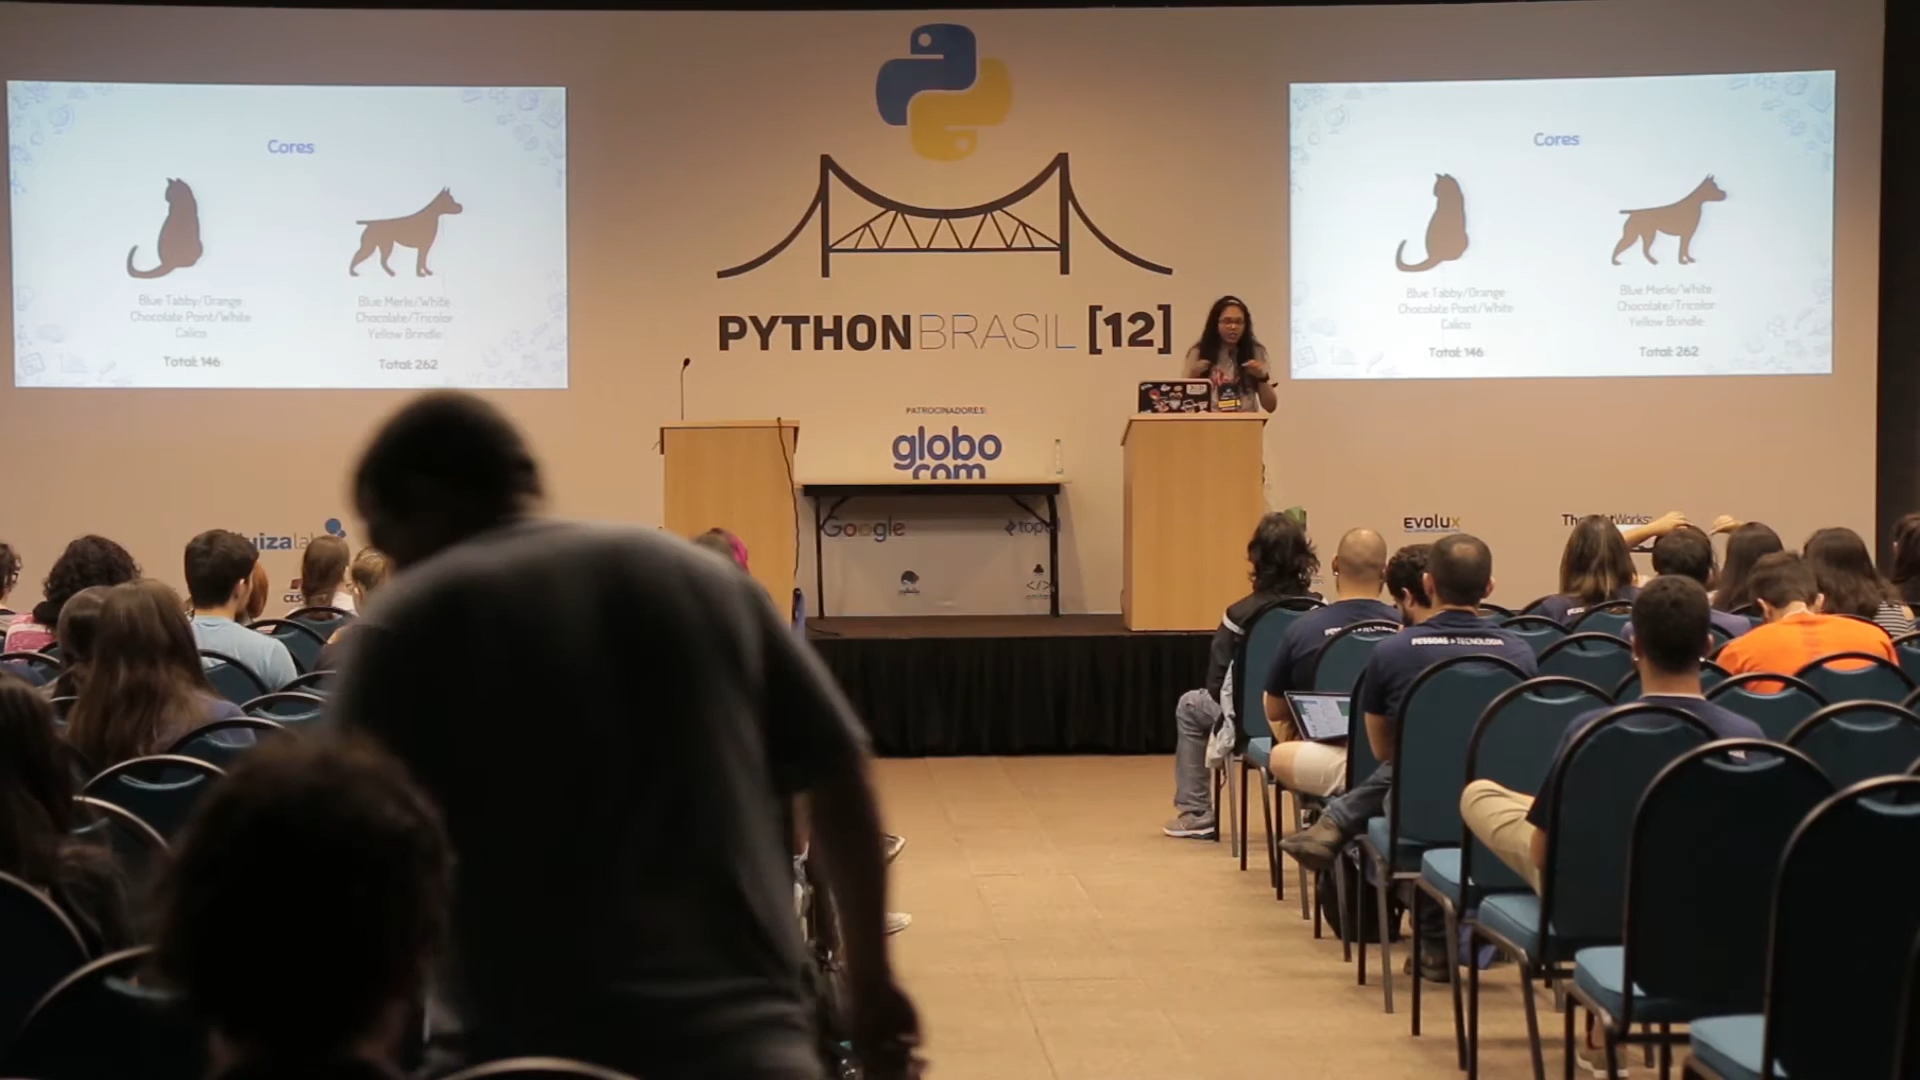 Cores
Blue Tabby/Orange
Chocolate Point/White
Calico
Total: 146
Blue Merle/White
Chocolate/Tricolor
Yellow Brindle
Total: 262
PYTHONBRASIL [12]
Cores
Blue Tabby/Orange
Chocolate Point/White
Calico
Total: 146
Blue Merle/White
Chocolate/Tricolor
Yellow Brindle
Total: 262
PATROCINADORES
globo
com
Google
EVOLUX
PESSOAS
TECNOLOGIA